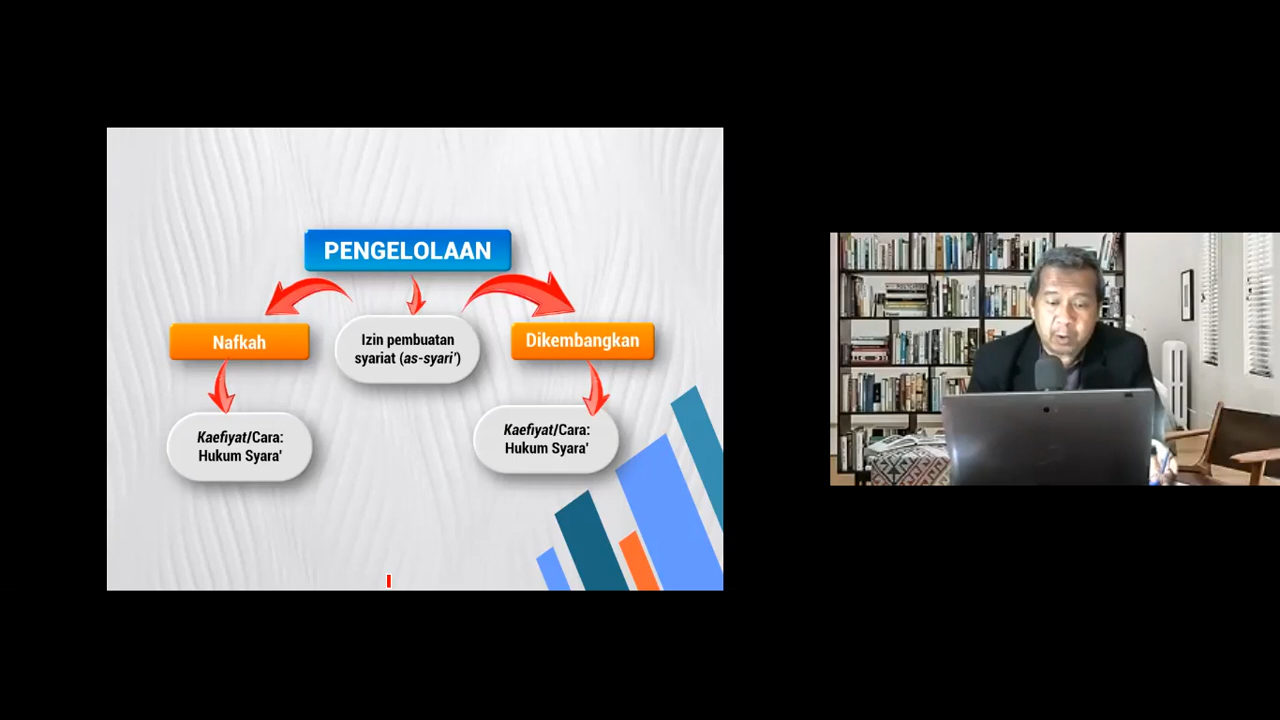 PENGELOLAAN
Nafkah
Izin pembuatan
syariat (as-syari')
Dikembangkan
Kaefiyat/Cara:
Hukum Syara'
Kaefiyat/Cara:
Hukum Syara'